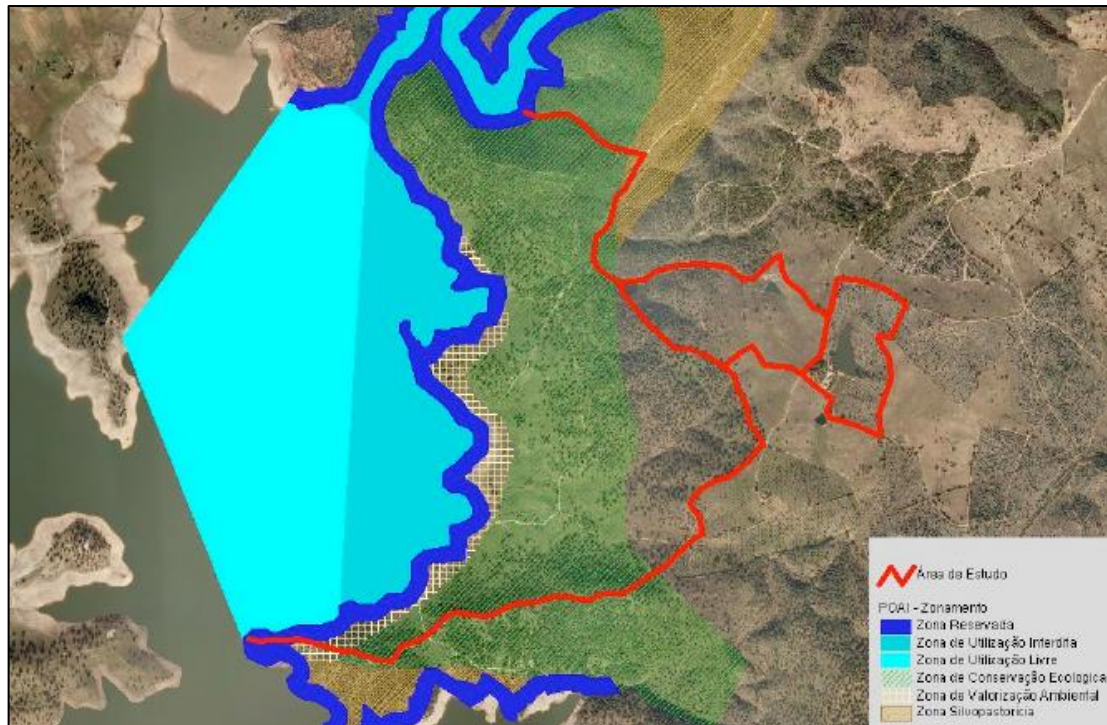 Área de Estudo
POAI - Zonamento
Zona Reservada
Zona de Utilização Interdita
Zona de Utilização Livre
Zona de Conservação Ecológica
Zona de Valorização Ambiental
Zona Silvopastorícia